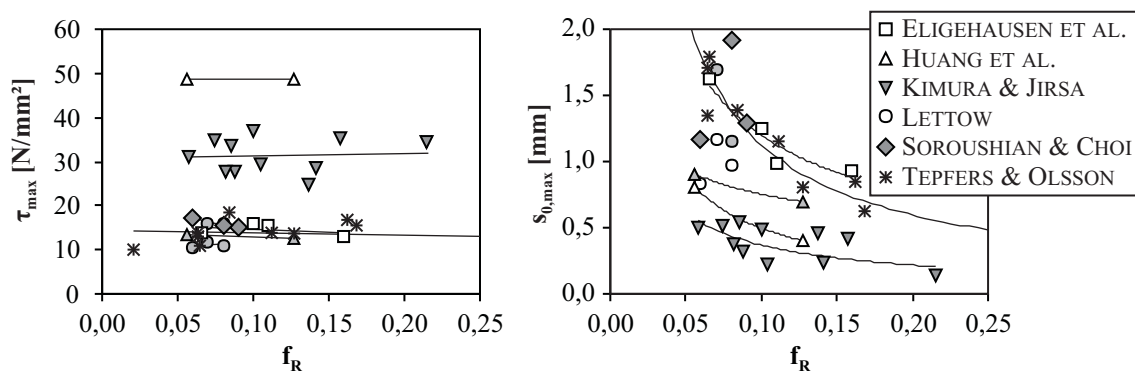 τmax [N/mm²]
60
50
40
30
20
10
0
0,00 0,05 0,10 0,15 0,20 0,25
fR
s0,max [mm]
2,0
1,5
1,0
0,5
0,0
0,00 0,05 0,10 0,15 0,20 0,25
fR
ELIGEHAUSEN ET AL.
HUANG ET AL.
KIMURA & JIRSA
LETTOW
SOROUSHIAN & CHOI
TEPFERS & OLSSON